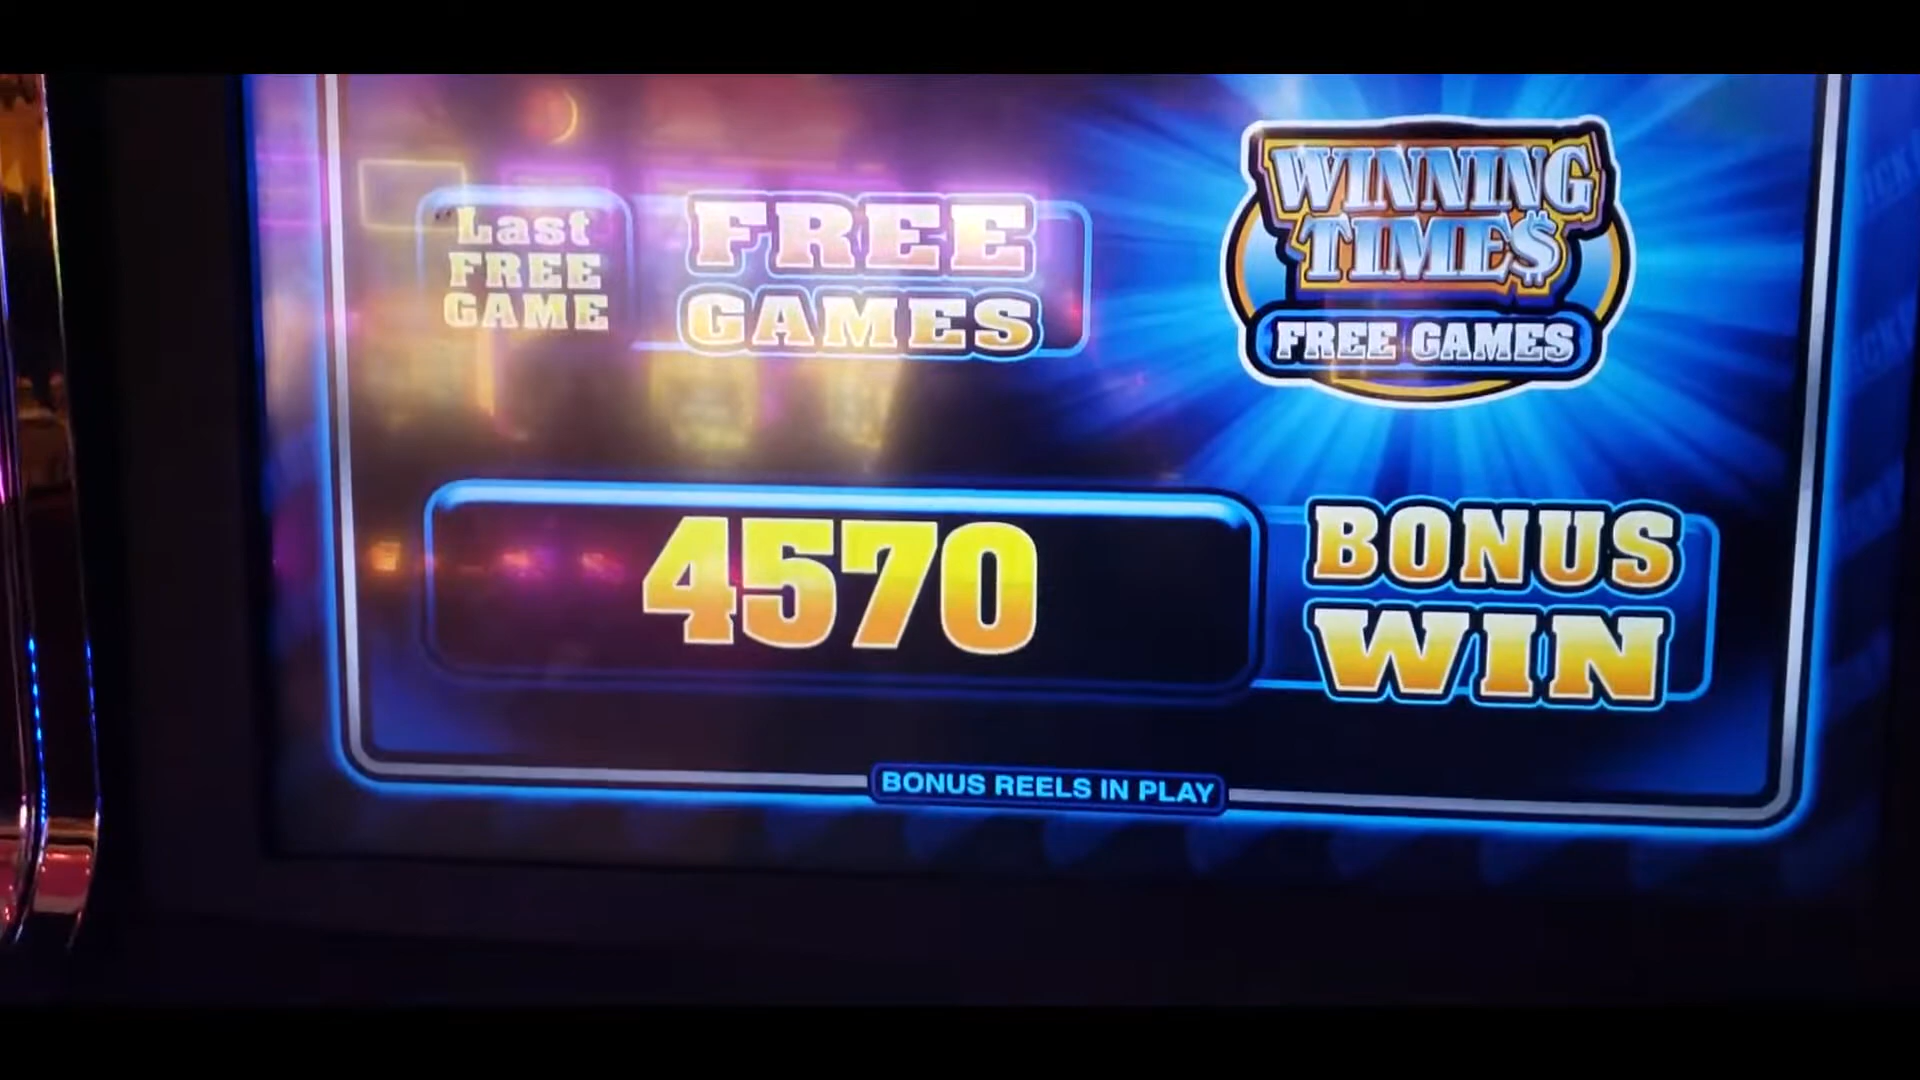 Last
FREE
GAME
FREE
GAMES
WINNING
TIME$
FREE GAMES
4570
BONUS
WIN
BONUS REELS IN PLAY